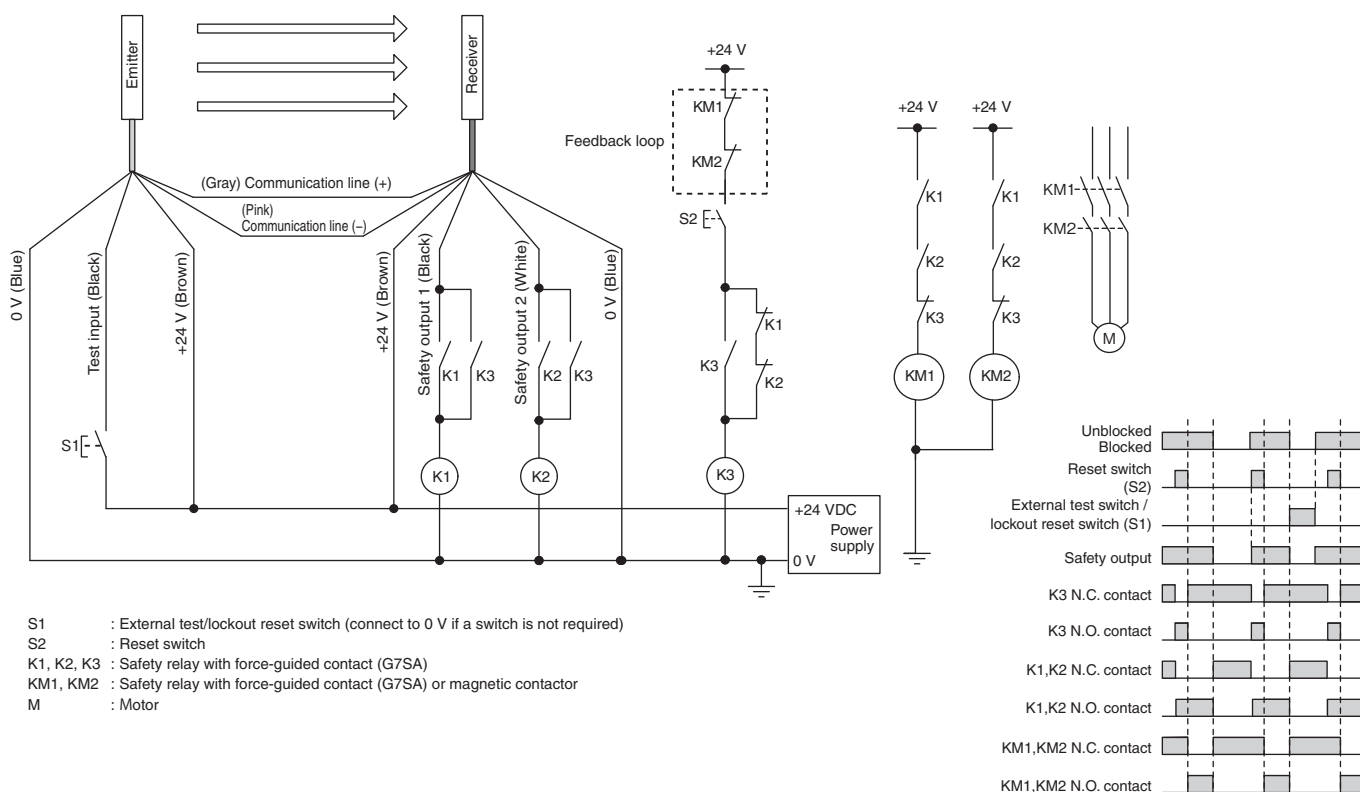 Emitter
Receiver
(Gray) Communication line (+)
(Pink)
Communication line (−)
0 V (Blue)
Test input (Black)
+24 V (Brown)
+24 V (Brown)
Safety output 1 (Black)
Safety output 2 (White)
0 V (Blue)
S1
K1
K3
K2
K3
K1
K2
+24 V
KM1
Feedback loop
KM2
S2
K1
K3
K2
K3
+24 VDC
Power
supply
0 V
+24 V
+24 V
K1
K1
K2
K2
K3
K3
KM1
KM2
KM1
KM2
M
S1 : External test/lockout reset switch (connect to 0 V if a switch is not required)
S2 : Reset switch
K1, K2, K3 : Safety relay with force-guided contact (G7SA)
KM1, KM2 : Safety relay with force-guided contact (G7SA) or magnetic contactor
M : Motor
Unblocked
Blocked
Reset switch
(S2)
External test switch /
lockout reset switch (S1)
Safety output
K3 N.C. contact
K3 N.O. contact
K1,K2 N.C. contact
K1,K2 N.O. contact
KM1,KM2 N.C. contact
KM1,KM2 N.O. contact